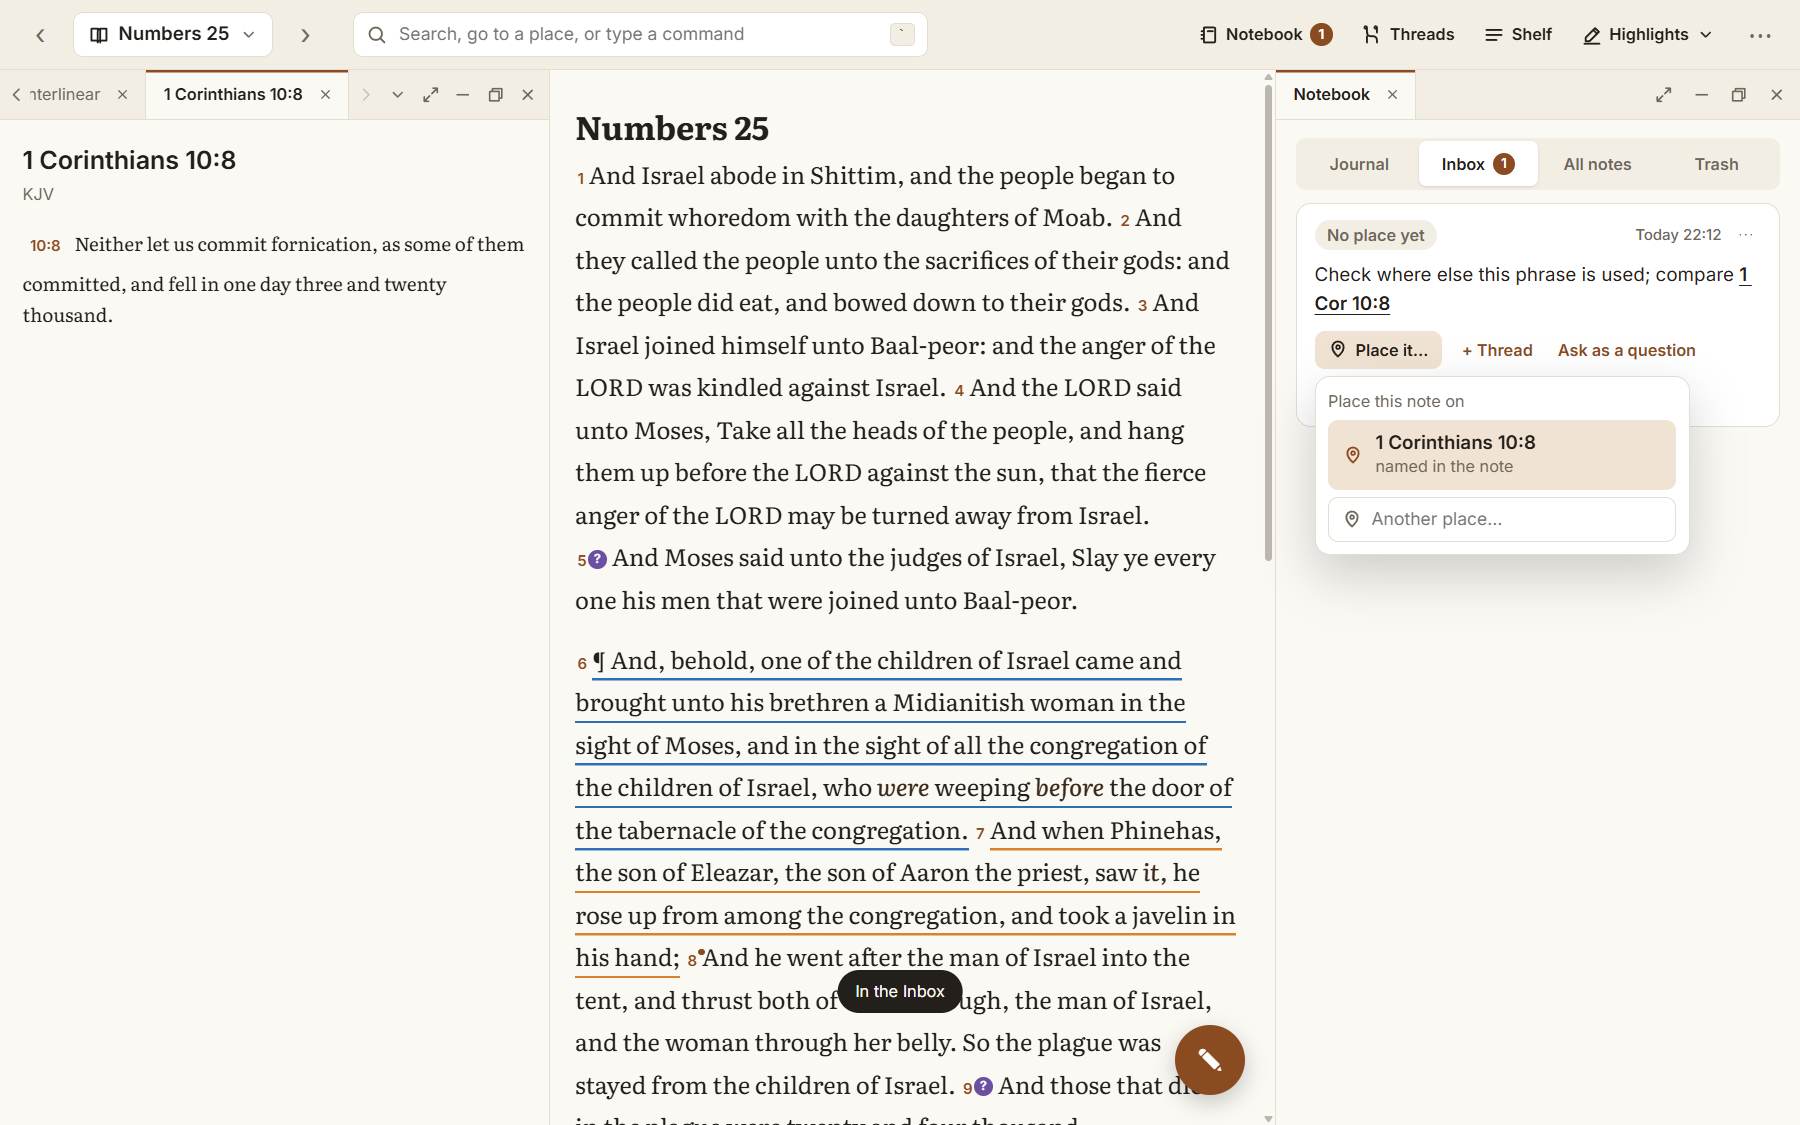 Numbers 25
Search, go to a place, or type a command
`
Notebook 1
Threads
Shelf
Highlights
nterlinear
1 Corinthians 10:8
1 Corinthians 10:8
KJV
10:8 Neither let us commit fornication, as some of them
committed, and fell in one day three and twenty
thousand.
Numbers 25
1 And Israel abode in Shittim, and the people began to
commit whoredom with the daughters of Moab. 2 And
they called the people unto the sacrifices of their gods: and
the people did eat, and bowed down to their gods. 3 And
Israel joined himself unto Baal-peor: and the anger of the
LORD was kindled against Israel. 4 And the LORD said
unto Moses, Take all the heads of the people, and hang
them up before the LORD against the sun, that the fierce
anger of the LORD may be turned away from Israel.
5 ? And Moses said unto the judges of Israel, Slay ye every
one his men that were joined unto Baal-peor.
6 ¶ And, behold, one of the children of Israel came and
brought unto his brethren a Midianitish woman in the
sight of Moses, and in the sight of all the congregation of
the children of Israel, who were weeping before the door of
the tabernacle of the congregation. 7 And when Phinehas,
the son of Eleazar, the son of Aaron the priest, saw it, he
rose up from among the congregation, and took a javelin in
his hand; 8 And he went after the man of Israel into the
tent, and thrust both of ugh, the man of Israel,
In the Inbox
and the woman through her belly. So the plague was
stayed from the children of Israel. 9 ? And those that di
in the plague were twenty and four thousand.
Notebook
Journal
Inbox 1
All notes
Trash
No place yet
Today 22:12
Check where else this phrase is used; compare 1
Cor 10:8
Place it...
+ Thread
Ask as a question
Place this note on
1 Corinthians 10:8
named in the note
Another place...